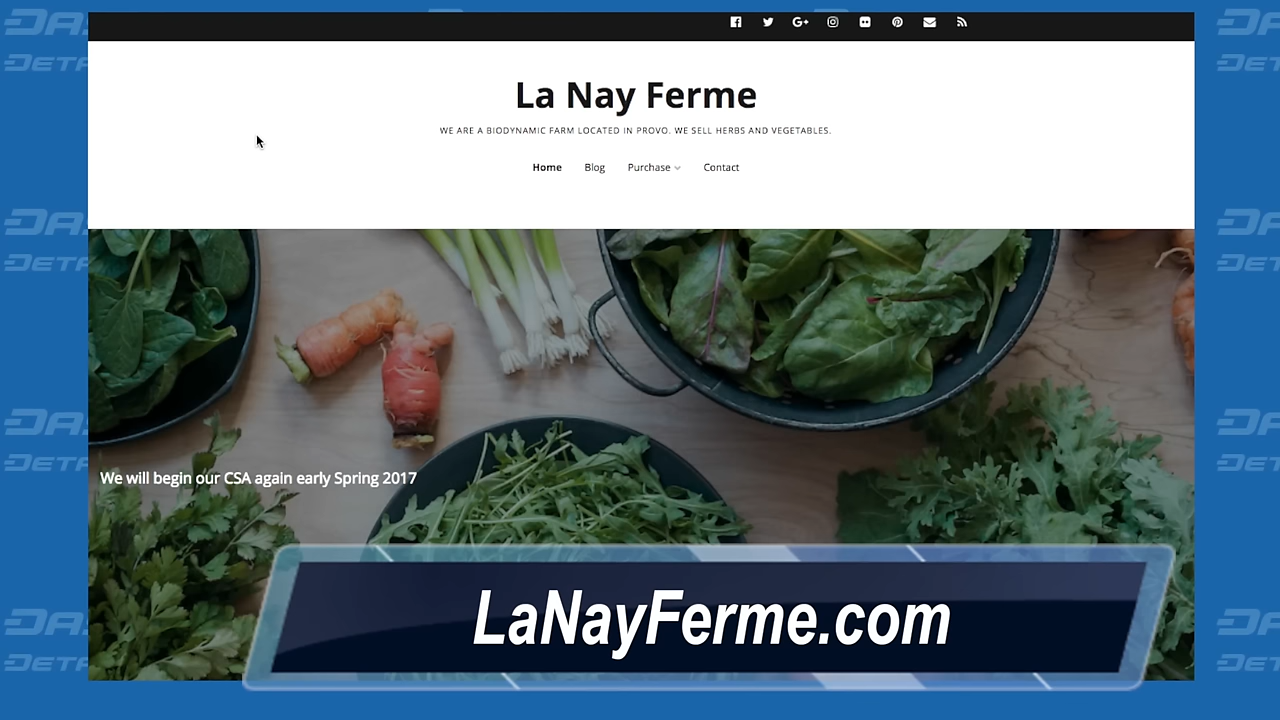 La Nay Ferme
WE ARE A BIODYNAMIC FARM LOCATED IN PROVO. WE SELL HERBS AND VEGETABLES.
Home Blog Purchase Contact
We will begin our CSA again early Spring 2017
LaNayFerme.com